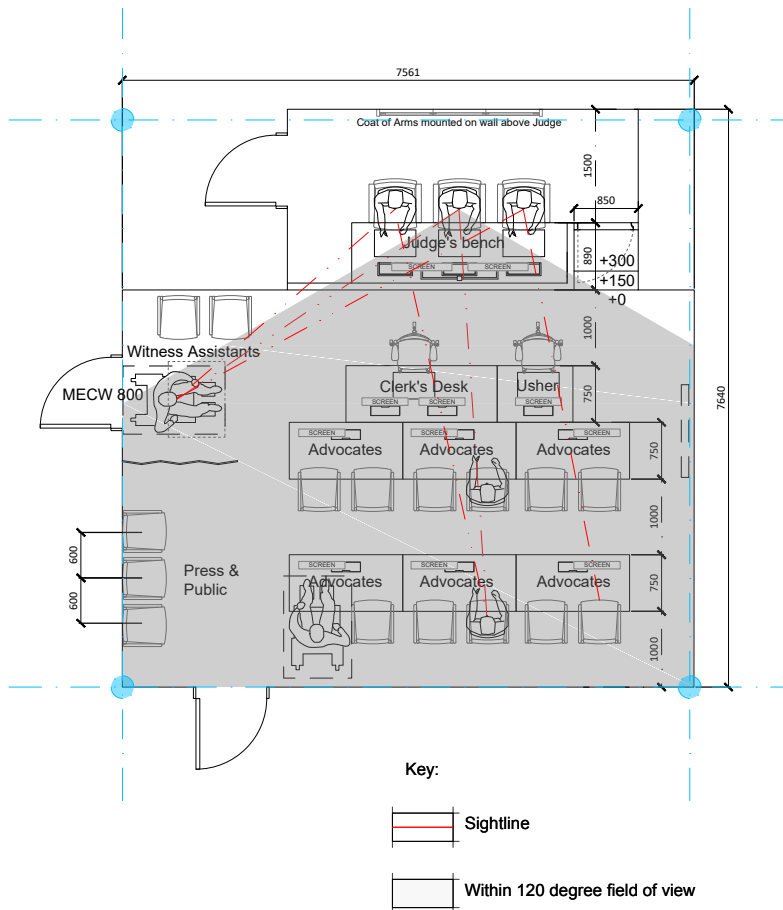 7561
Coat of Arms mounted on wall above Judge
1500
850
Judge's bench
SCREEN
SCREEN
890
+300
+150
+0
1000
Witness Assistants
MECW 800
Clerk's Desk
Usher
SCREEN
SCREEN
SCREEN
750
7640
SCREEN
SCREEN
SCREEN
Advocates
Advocates
Advocates
750
1000
600
600
Press &
Public
SCREEN
SCREEN
SCREEN
Advocates
Advocates
Advocates
750
1000
Key:
Sightline
Within 120 degree field of view